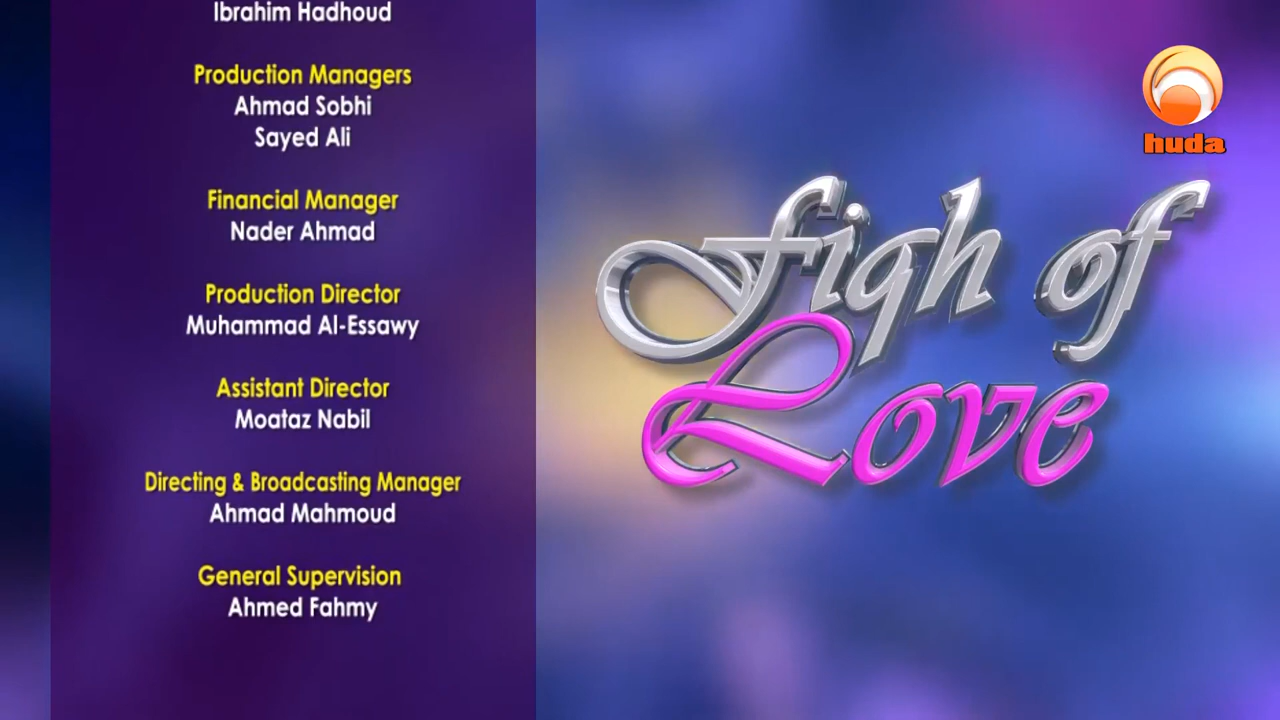 Ibrahim Hadhoud
Production Managers
Ahmad Sobhi
Sayed Ali
Financial Manager
Nader Ahmad
Production Director
Muhammad Al-Essawy
Assistant Director
Moataz Nabil
Directing & Broadcasting Manager
Ahmad Mahmoud
General Supervision
Ahmed Fahmy
huda
fiqh of
Love